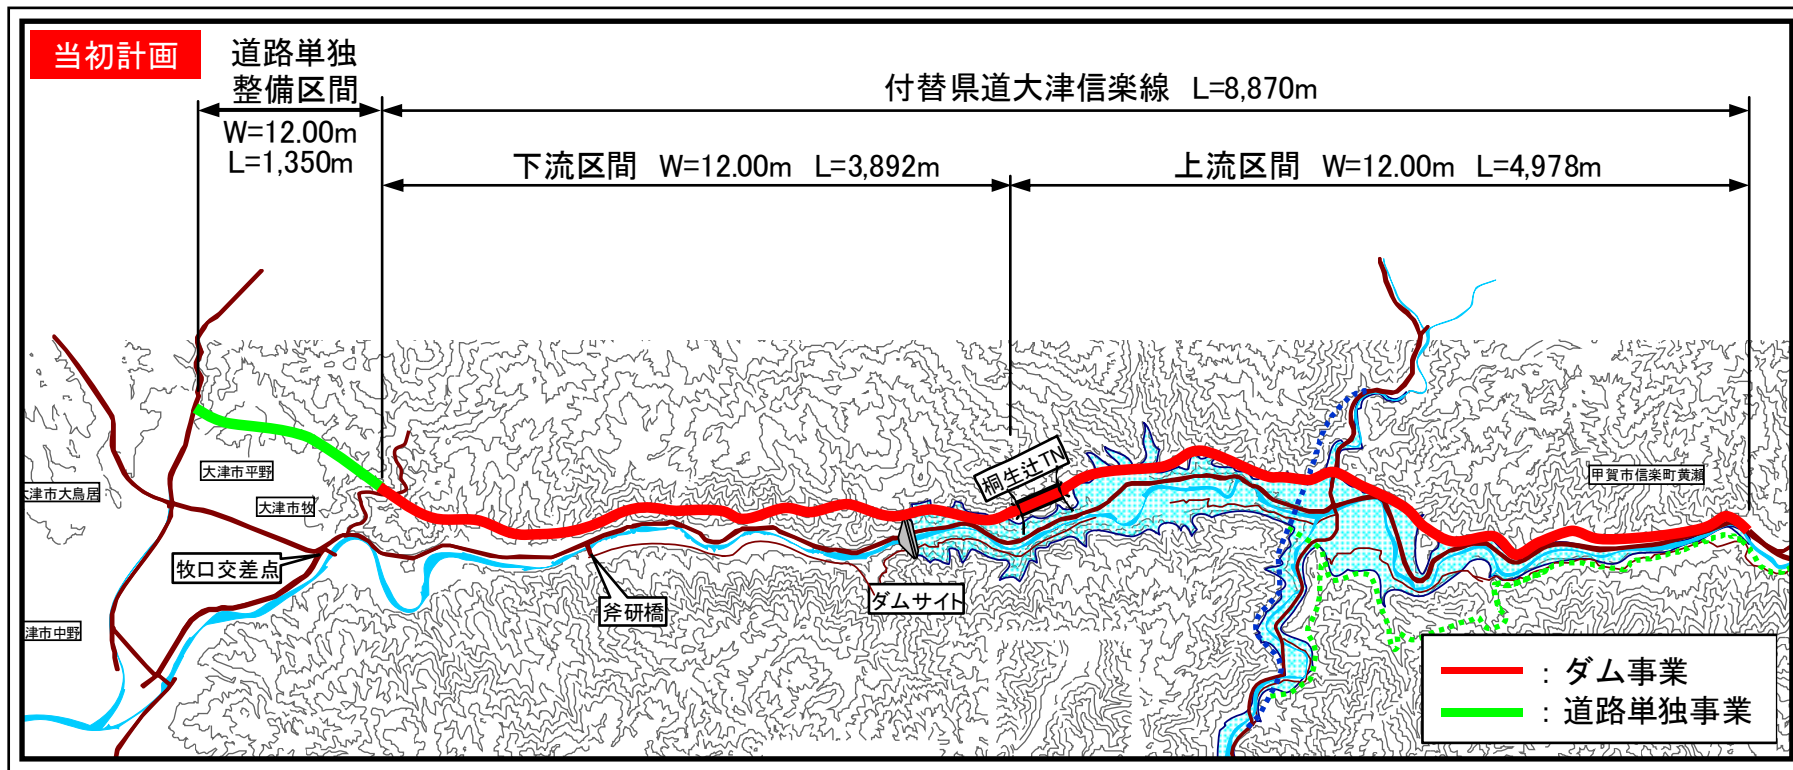 当初計画
道路単独
整備区間
W=12.00m
L=1,350m
付替県道大津信楽線 L=8,870m
下流区間 W=12.00m L=3,892m
上流区間 W=12.00m L=4,978m
桐生辻TN
大津市平野
大津市大鳥居
大津市牧
甲賀市信楽町黄瀬
牧口交差点
斧研橋
ダムサイト
津市中野
：ダム事業
：道路単独事業